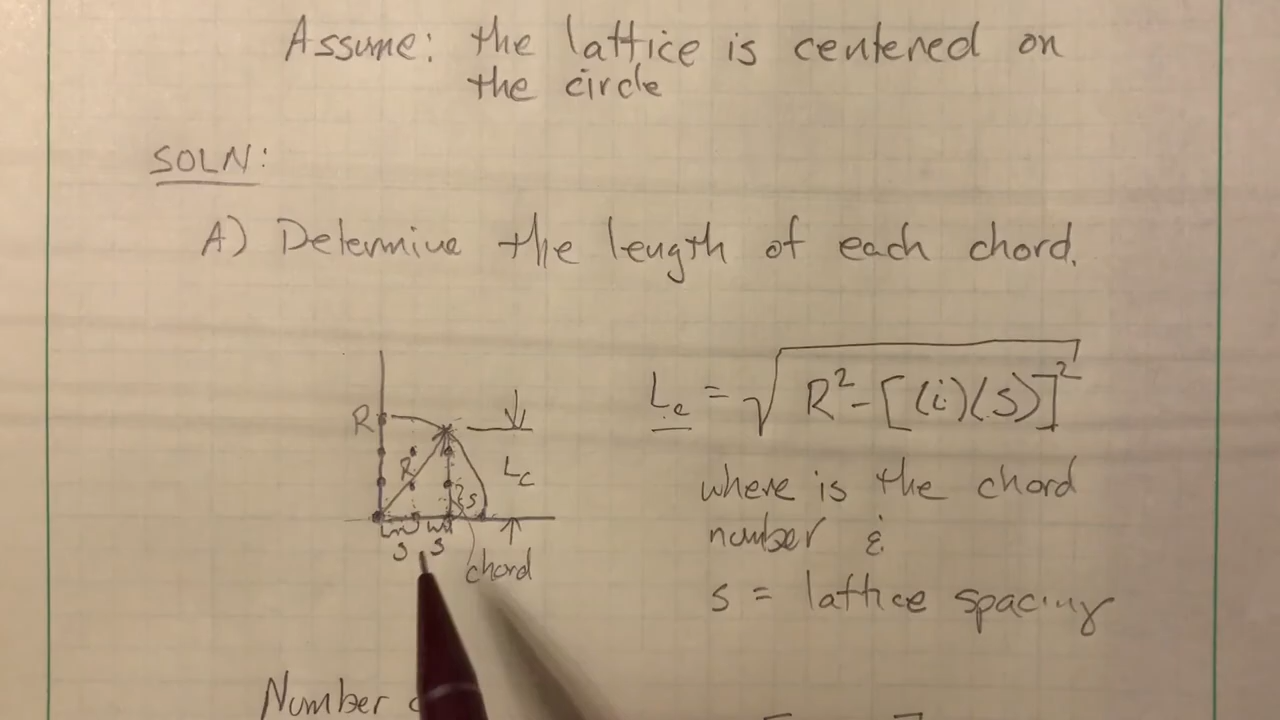 Assume: the lattice is centered on
the circle
SOLN:
A) Determine the length of each chord.
R
R
s
Lc
s s
chord
Lc = √R² - [(i)(s)]²
where is the chord
number &
s = lattice spacing
Number